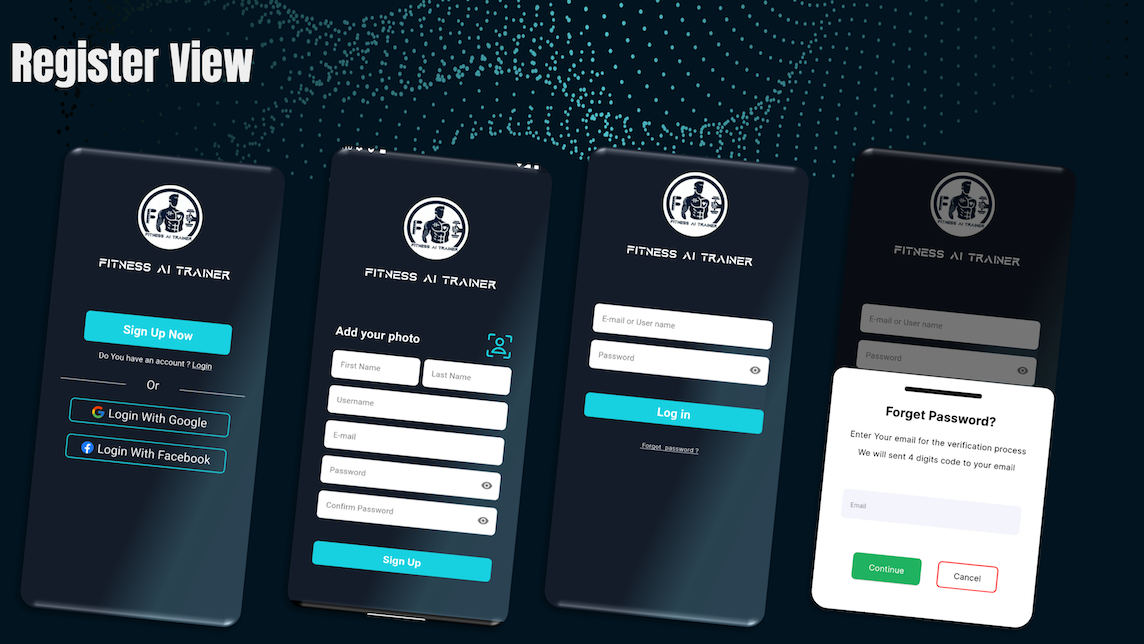 Register View
FITNESS AI TRAINER
FITNESS AI TRAINER
Sign Up Now
Do You have an account ? Login
Or
Login With Google
Login With Facebook
FITNESS AI TRAINER
FITNESS AI TRAINER
Add your photo
First Name
Last Name
Username
E-mail
Password
Confirm Password
Sign Up
FITNESS AI TRAINER
FITNESS AI TRAINER
E-mail or User name
Password
Log in
Forget password ?
FITNESS AI TRAINER
FITNESS AI TRAINER
E-mail or User name
Password
Forget Password?
Enter Your email for the verification process
We will sent 4 digits code to your email
Email
Continue
Cancel